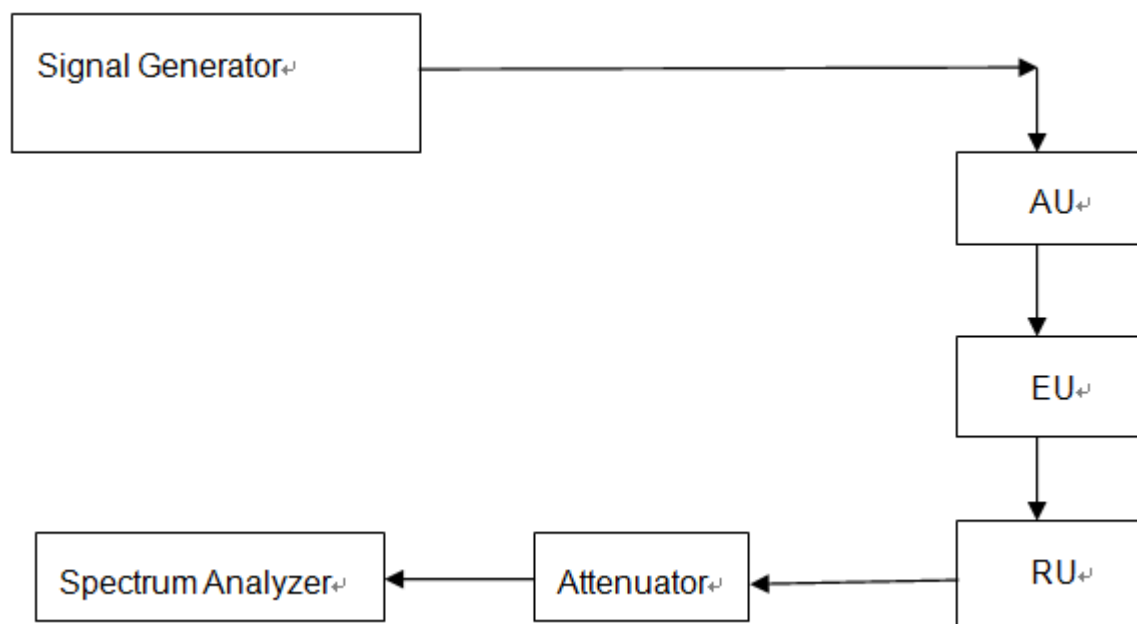 Signal Generator
AU
EU
RU
Attenuator
Spectrum Analyzer